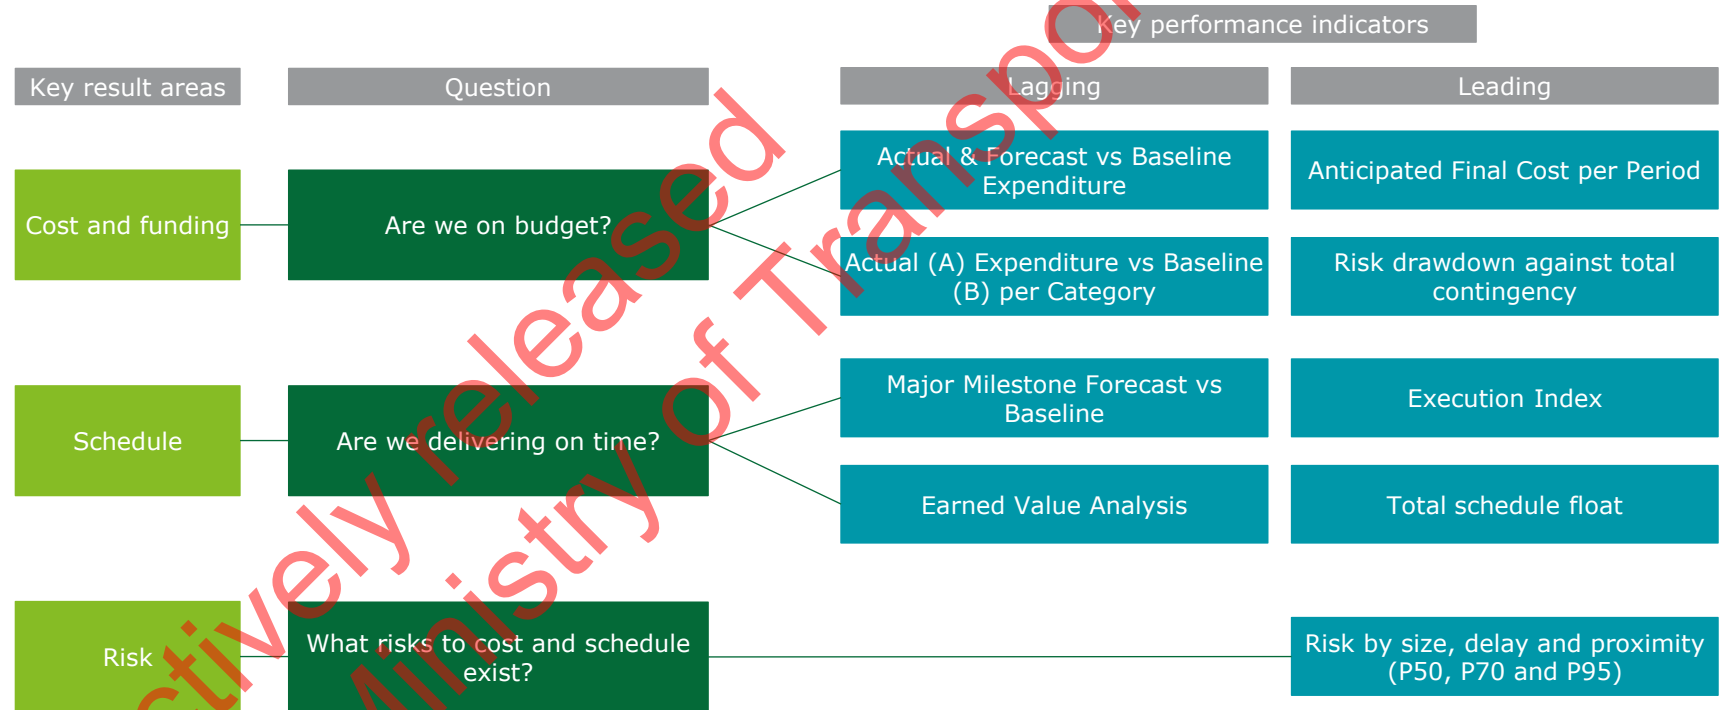 Key performance indicators
Key result areas
Question
Lagging
Leading
Cost and funding
Are we on budget?
Actual & Forecast vs Baseline
Expenditure
Anticipated Final Cost per Period
Actual (A) Expenditure vs Baseline
(B) per Category
Risk drawdown against total
contingency
Schedule
Are we delivering on time?
Major Milestone Forecast vs
Baseline
Execution Index
Earned Value Analysis
Total schedule float
Risk
What risks to cost and schedule
exist?
Risk by size, delay and proximity
(P50, P70 and P95)
ctively released
Ministry of Transpor